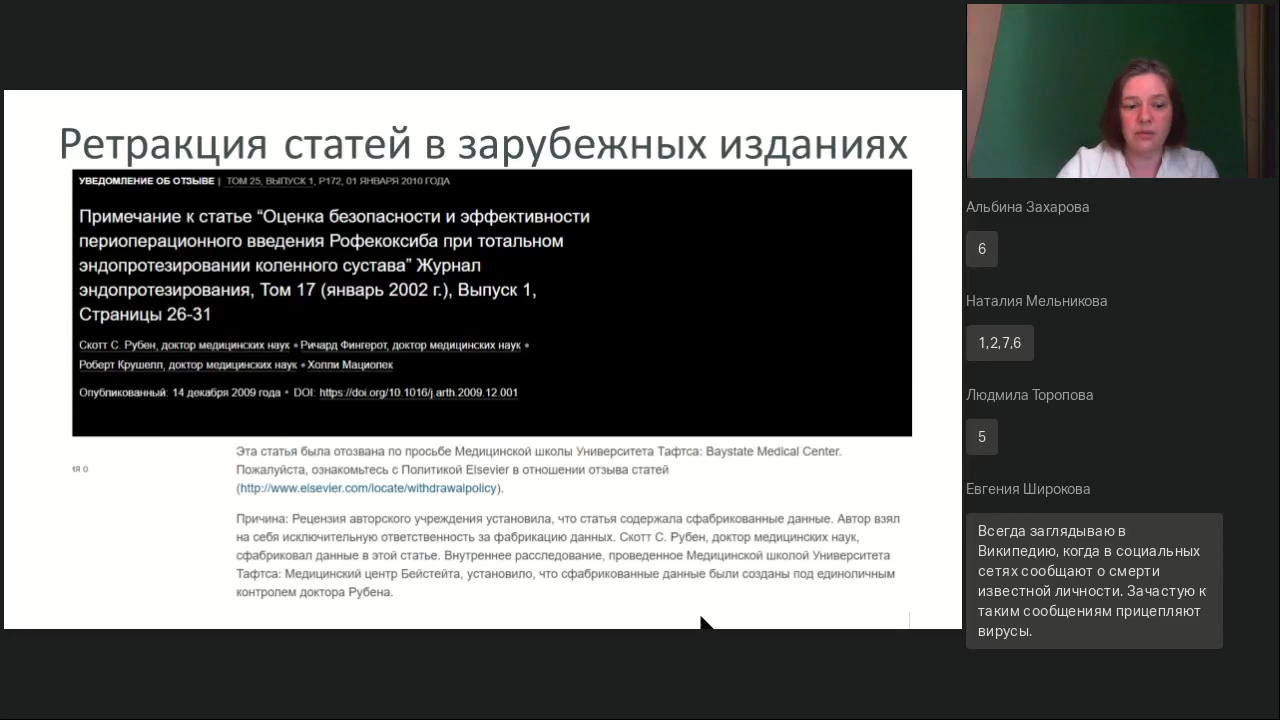 Ретракция статей в зарубежных изданиях
УВЕДОМЛЕНИЕ ОБ ОТЗЫВЕ | ТОМ 25, ВЫПУСК 1, P172, 01 ЯНВАРЯ 2010 ГОДА
Примечание к статье “Оценка безопасности и эффективности
периоперационного введения Рофекоксиба при тотальном
эндопротезировании коленного сустава” Журнал
эндопротезирования, Том 17 (январь 2002 г.), Выпуск 1,
Страницы 26-31
Скотт С. Рубен, доктор медицинских наук • Ричард Фингерот, доктор медицинских наук •
Роберт Крушелл, доктор медицинских наук • Холли Мациолек
Опубликованный: 14 декабря 2009 года • DOI: https://doi.org/10.1016/j.arth.2009.12.001
Эта статья была отозвана по просьбе Медицинской школы Университета Тафтса: Baystate Medical Center.
Пожалуйста, ознакомьтесь с Политикой Elsevier в отношении отзыва статей
(http://www.elsevier.com/locate/withdrawalpolicy).
Причина: Рецензия авторского учреждения установила, что статья содержала сфабрикованные данные. Автор взял
на себя исключительную ответственность за фабрикацию данных. Скотт С. Рубен, доктор медицинских наук,
сфабриковал данные в этой статье. Внутреннее расследование, проведенное Медицинской школой Университета
Тафтса: Медицинский центр Бейстейта, установило, что сфабрикованные данные были созданы под единоличным
контролем доктора Рубена.
Альбина Захарова
6
Наталия Мельникова
1,2,7,6
Людмила Торопова
5
Евгения Широкова
Всегда заглядываю в
Википедию, когда в социальных
сетях сообщают о смерти
известной личности. Зачастую к
таким сообщениям прицепляют
вирусы.